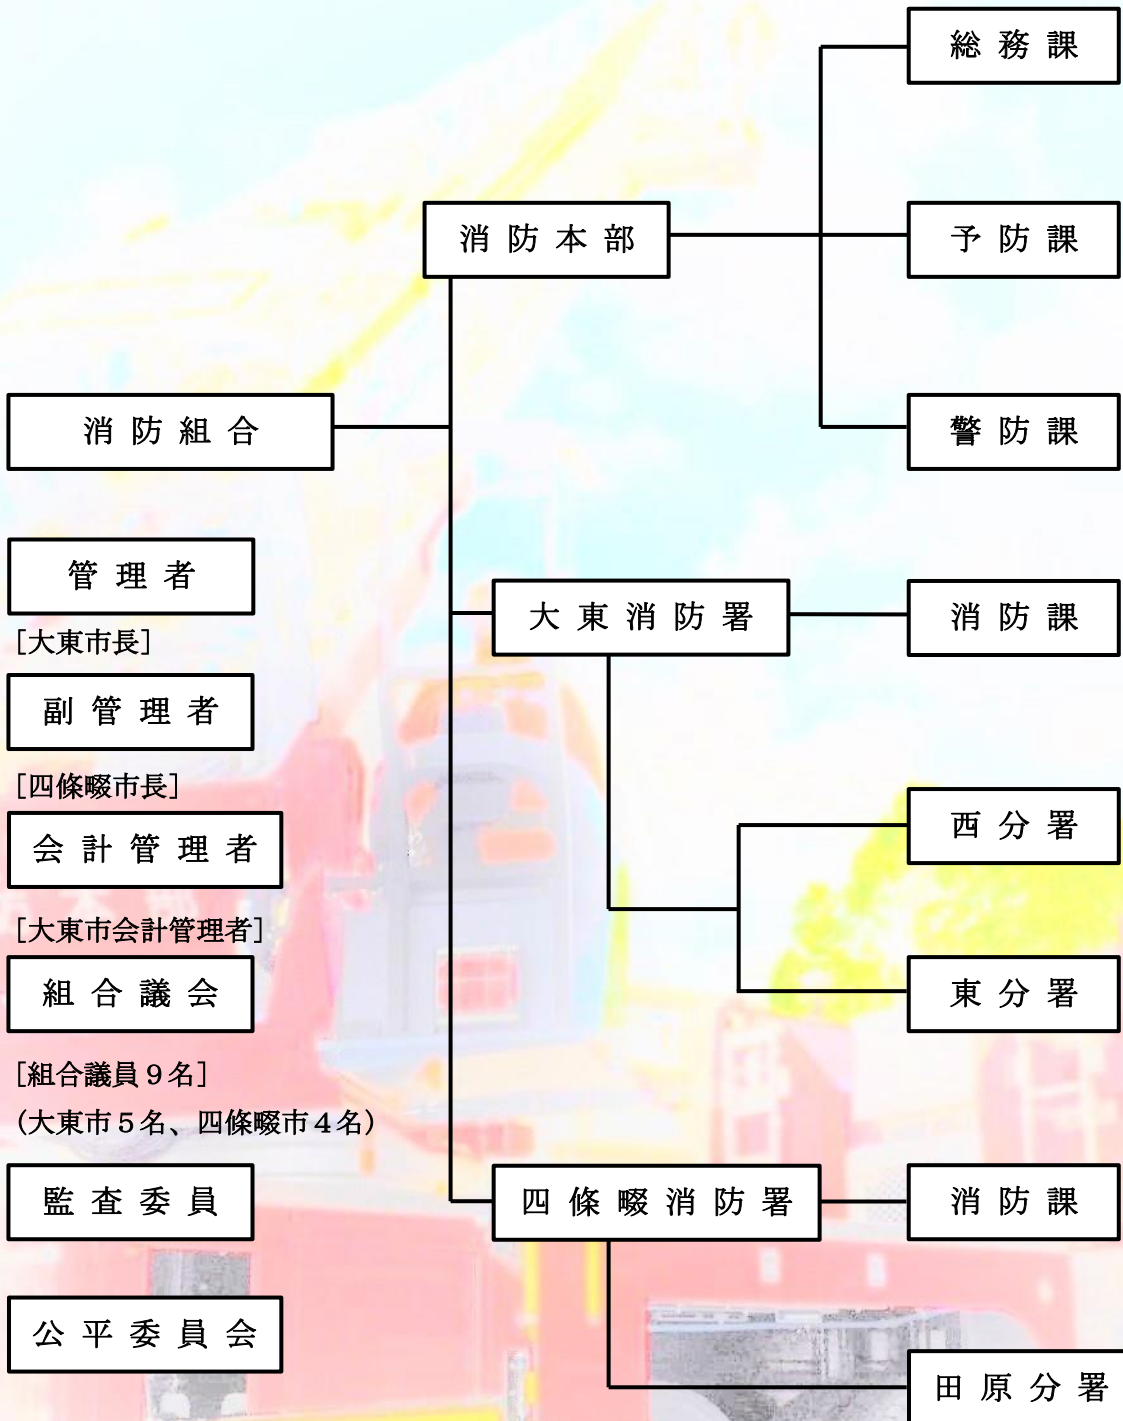 総務課
消防本部
予防課
消防組合
警防課
管理者
[大東市長]
大東消防署
消防課
副管理者
[四條畷市長]
会計管理者
西分署
[大東市会計管理者]
組合議会
東分署
[組合議員９名]
(大東市５名、四條畷市４名)
監査委員
四條畷消防署
消防課
公平委員会
田原分署